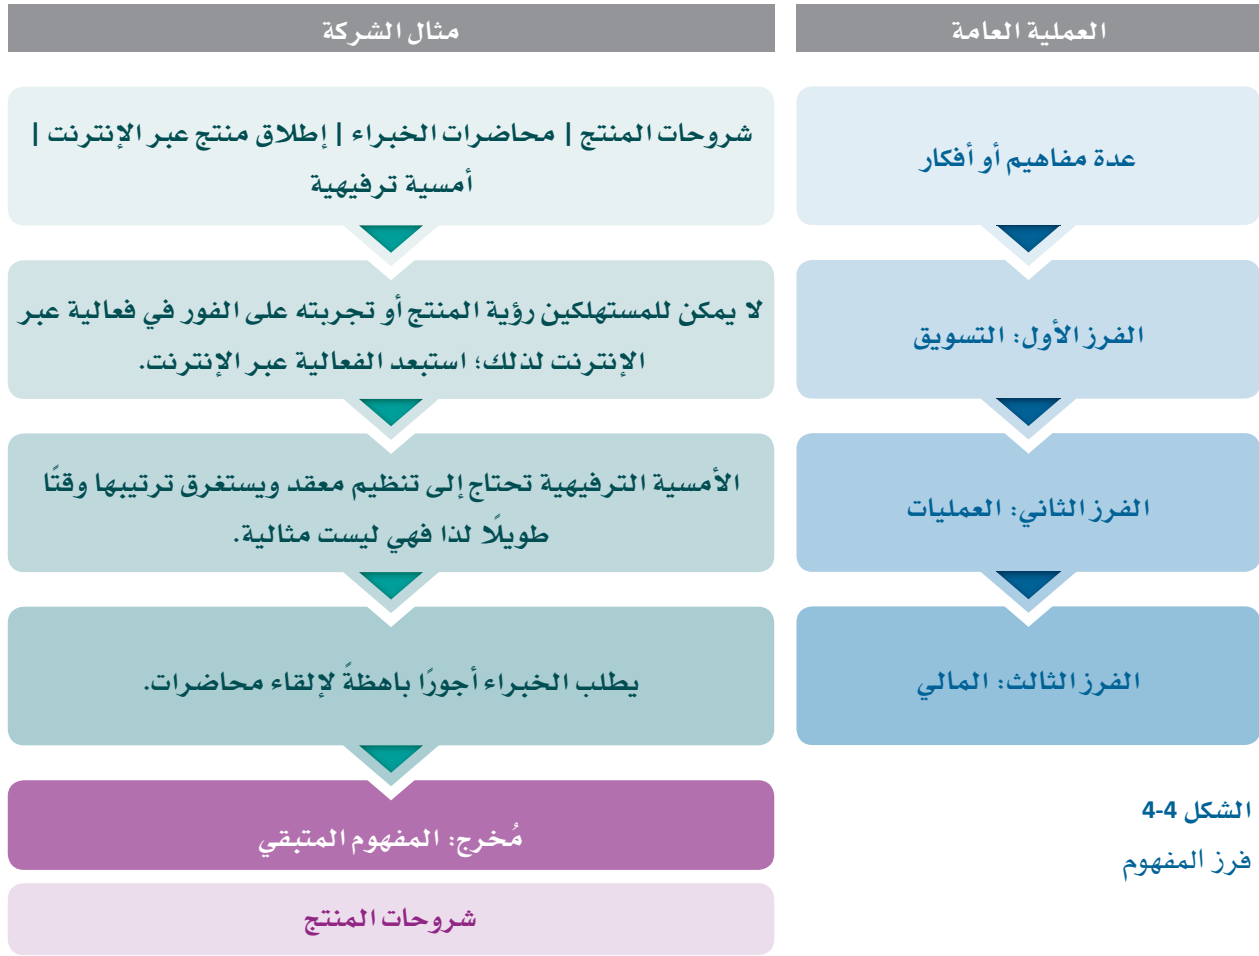 العملية العامة
مثال الشركة
عدة مفاهيم أو أفكار
شروحات المنتج | محاضرات الخبراء | إطلاق منتج عبر الإنترنت |
أمسية ترفيهية
الفرز الأول: التسويق
لا يمكن للمستهلكين رؤية المنتج أو تجربته على الفور في فعالية عبر
الإنترنت لذلك؛ استبعد الفعالية عبر الإنترنت.
الفرز الثاني: العمليات
الأمسية الترفيهية تحتاج إلى تنظيم معقد ويستغرق ترتيبها وقتًا
طويلًا لذا فهي ليست مثالية.
الفرز الثالث: المالي
يطلب الخبراء أجورًا باهظةً لإلقاء محاضرات.
مُخرج: المفهوم المتبقي
شروحات المنتج
الشكل 4-4
فرز المفهوم